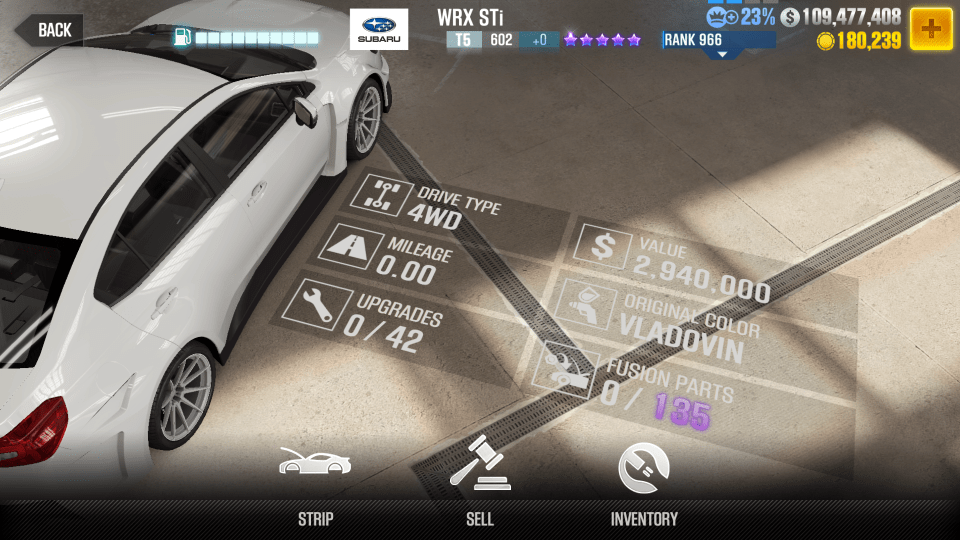 BACK
SUBARU
WRX STi
T5 602 +0
RANK 966
23%
$ 109,477,408
180,239
DRIVE TYPE
4WD
MILEAGE
0.00
UPGRADES
0/42
$ VALUE
2.940.000
ORIGINAL COLOR
VLADOVIN
FUSION PARTS
0/135
STRIP
SELL
INVENTORY